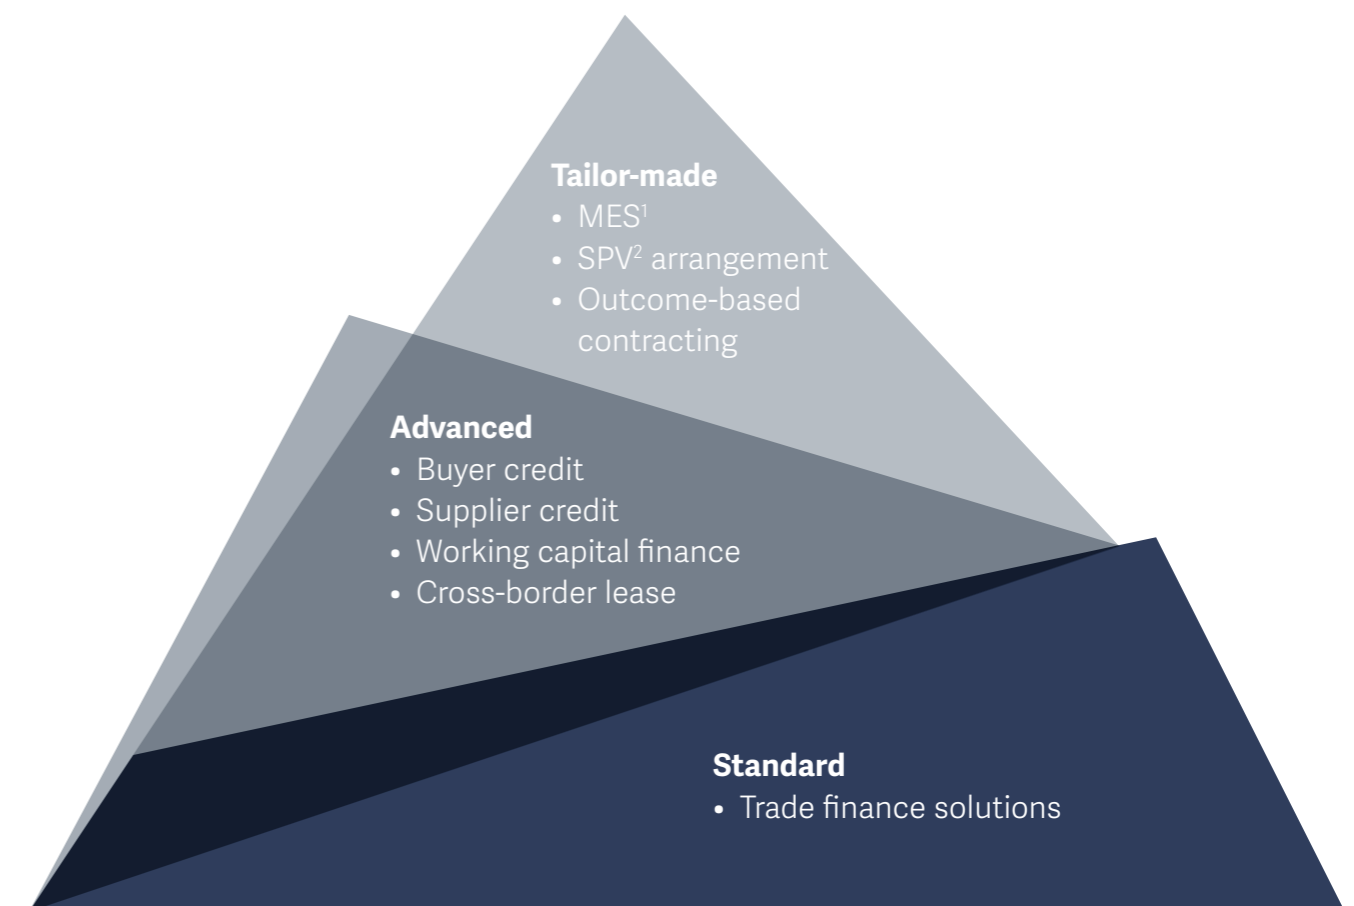 Tailor-made
• MES¹
• SPV² arrangement
• Outcome-based
contracting
Advanced
• Buyer credit
• Supplier credit
• Working capital finance
• Cross-border lease
Standard
• Trade finance solutions